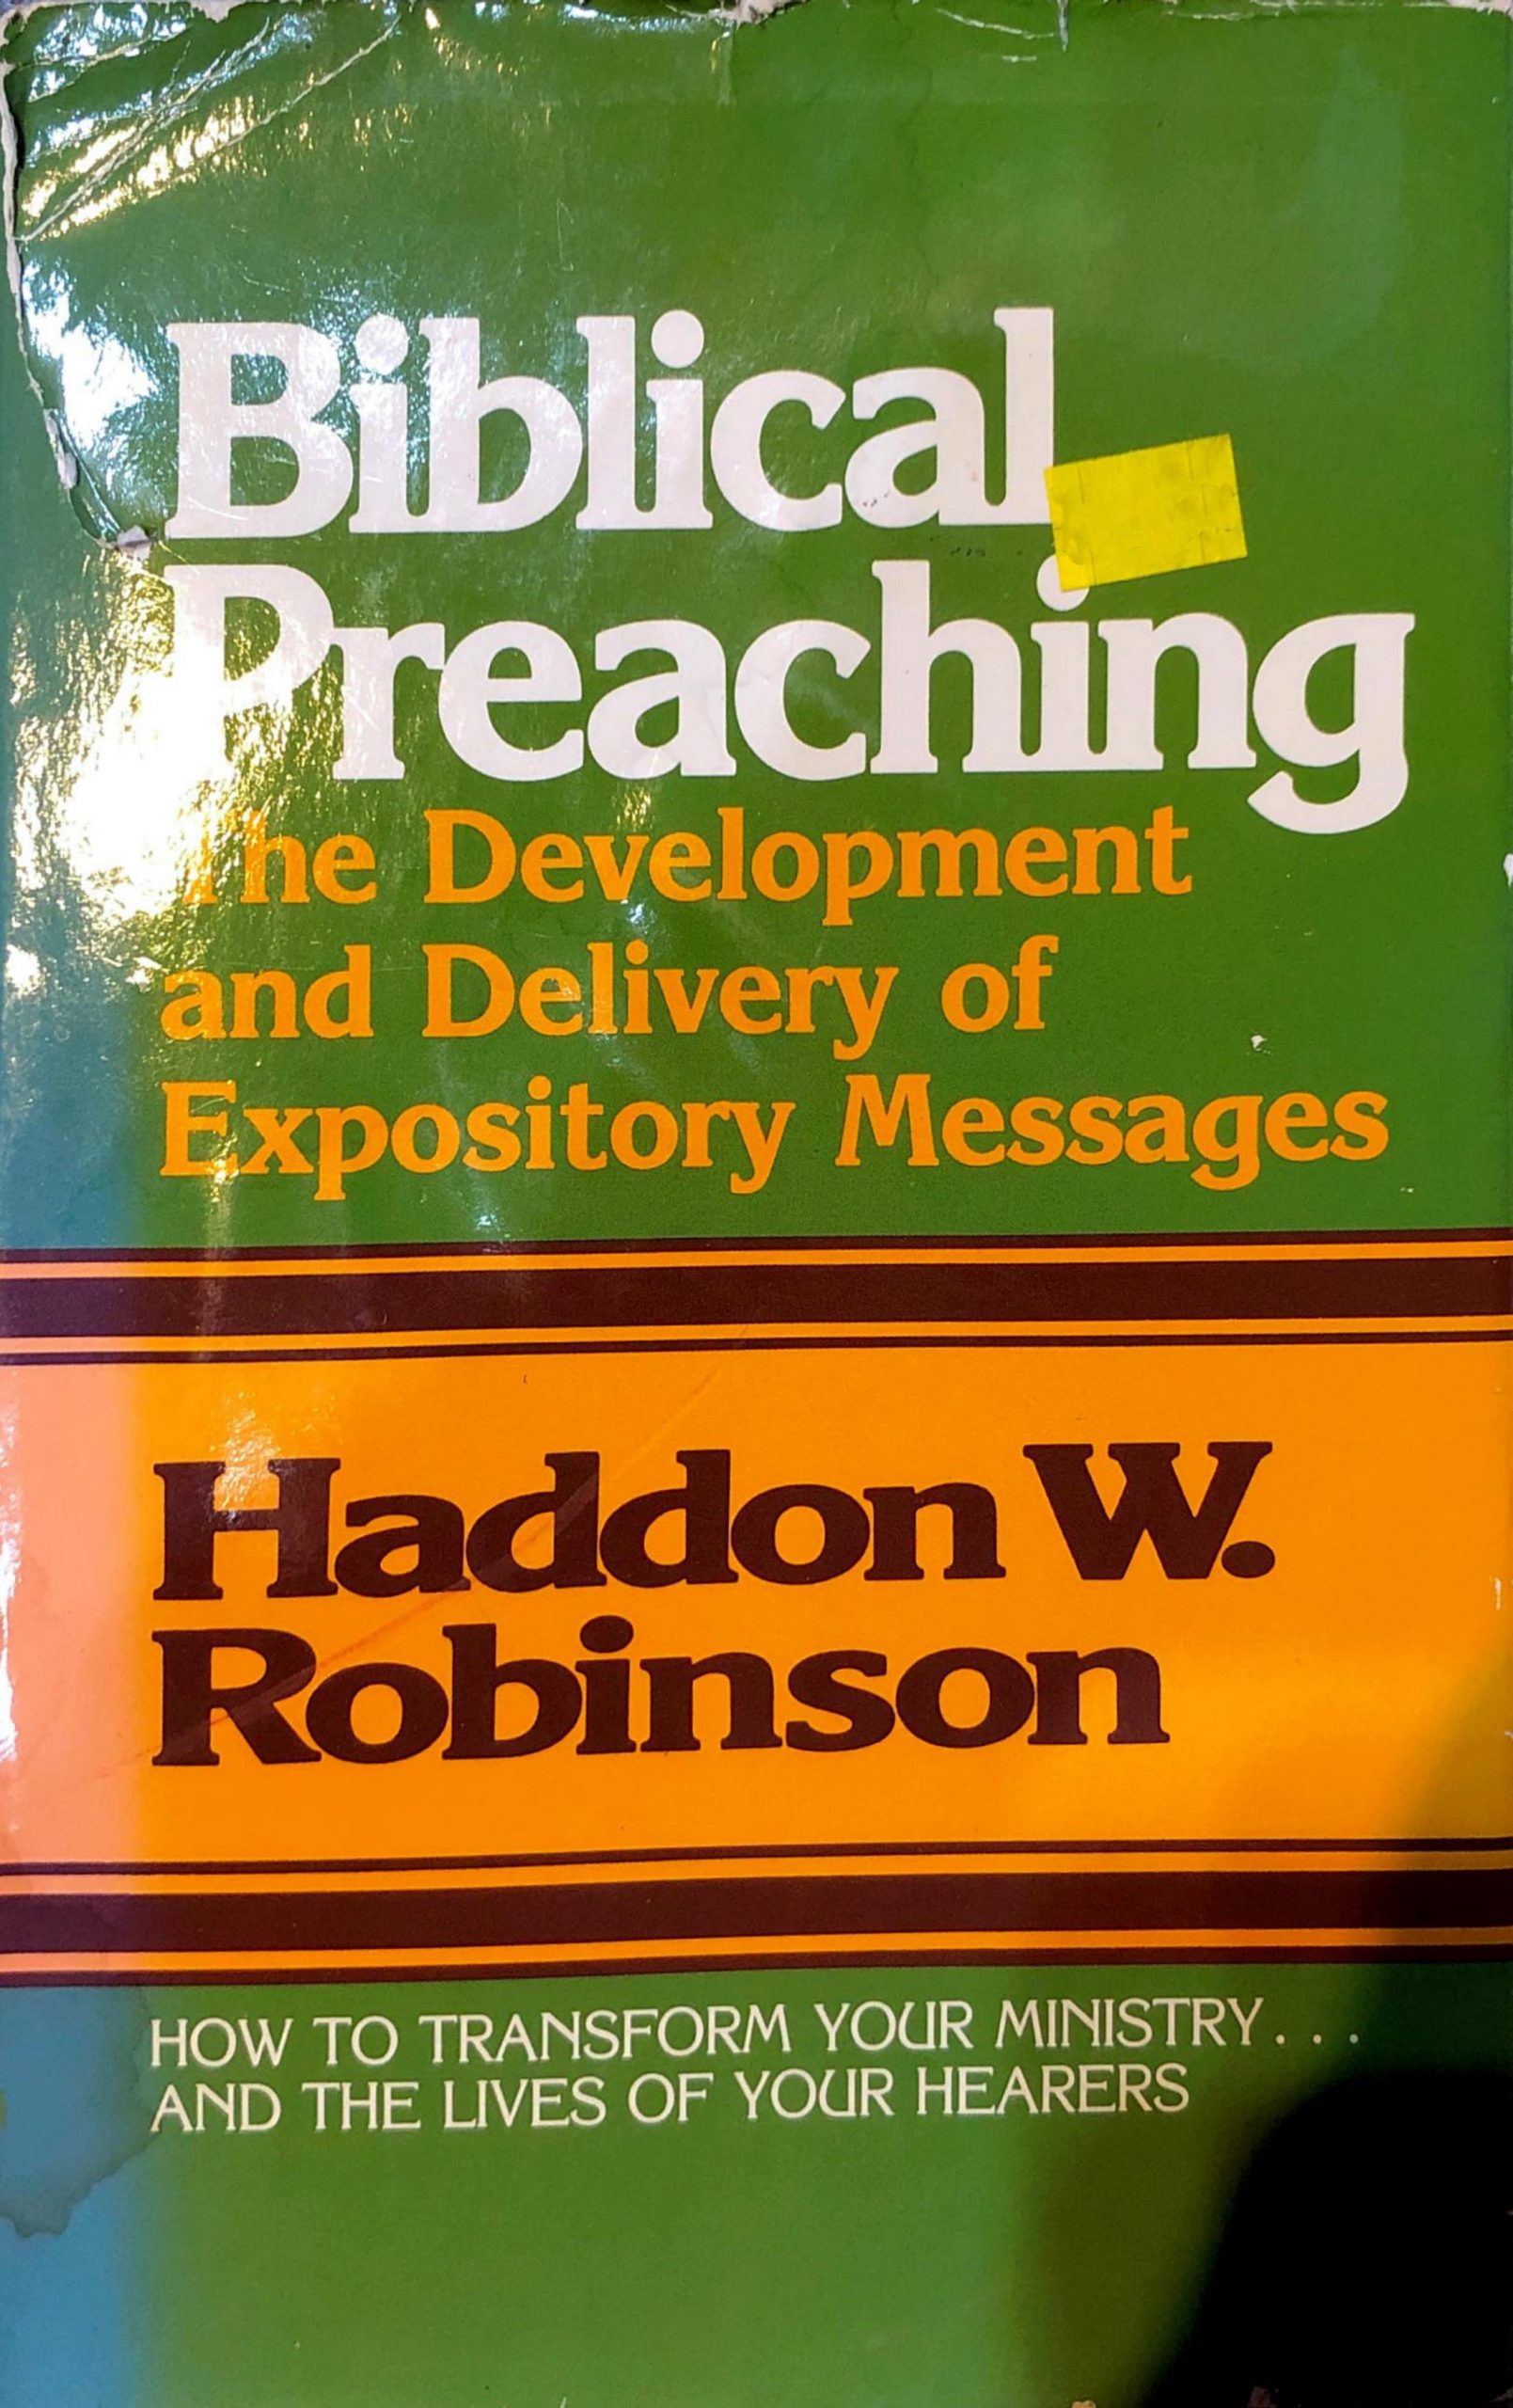 Biblical
Preaching
The Development
and Delivery of
Expository Messages
Haddon W.
Robinson
HOW TO TRANSFORM YOUR MINISTRY. . .
AND THE LIVES OF YOUR HEARERS